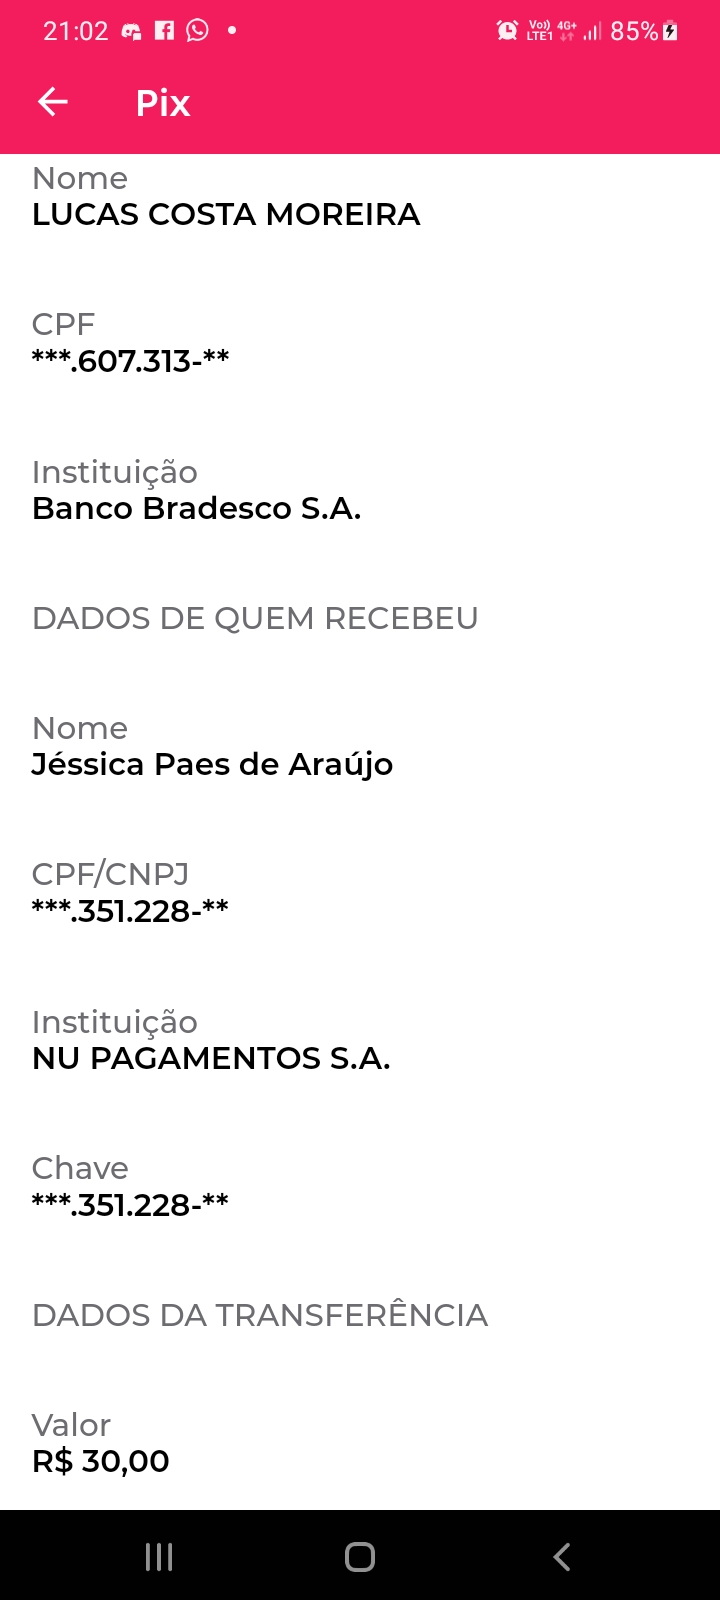 21:02 Vo)) LTE1 4G+ 85%
Pix
Nome
LUCAS COSTA MOREIRA
CPF
***.607.313-**
Instituição
Banco Bradesco S.A.
DADOS DE QUEM RECEBEU
Nome
Jéssica Paes de Araújo
CPF/CNPJ
***.351.228-**
Instituição
NU PAGAMENTOS S.A.
Chave
***.351.228-**
DADOS DA TRANSFERÊNCIA
Valor
R$ 30,00